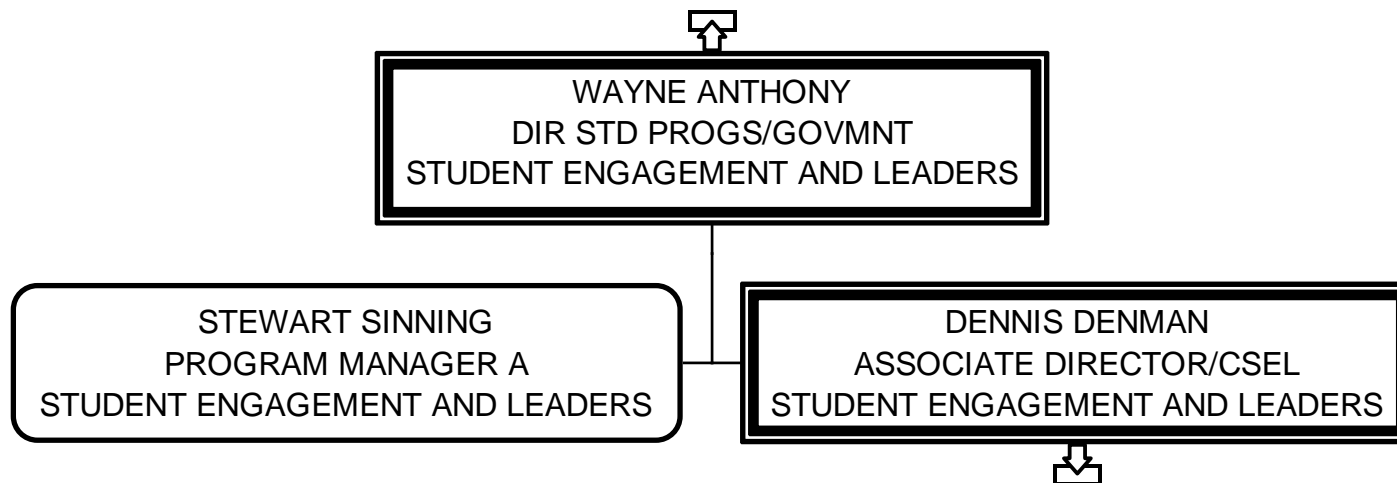 WAYNE ANTHONY
DIR STD PROGS/GOVMNT
STUDENT ENGAGEMENT AND LEADERS
STEWART SINNING
PROGRAM MANAGER A
STUDENT ENGAGEMENT AND LEADERS
DENNIS DENMAN
ASSOCIATE DIRECTOR/CSEL
STUDENT ENGAGEMENT AND LEADERS